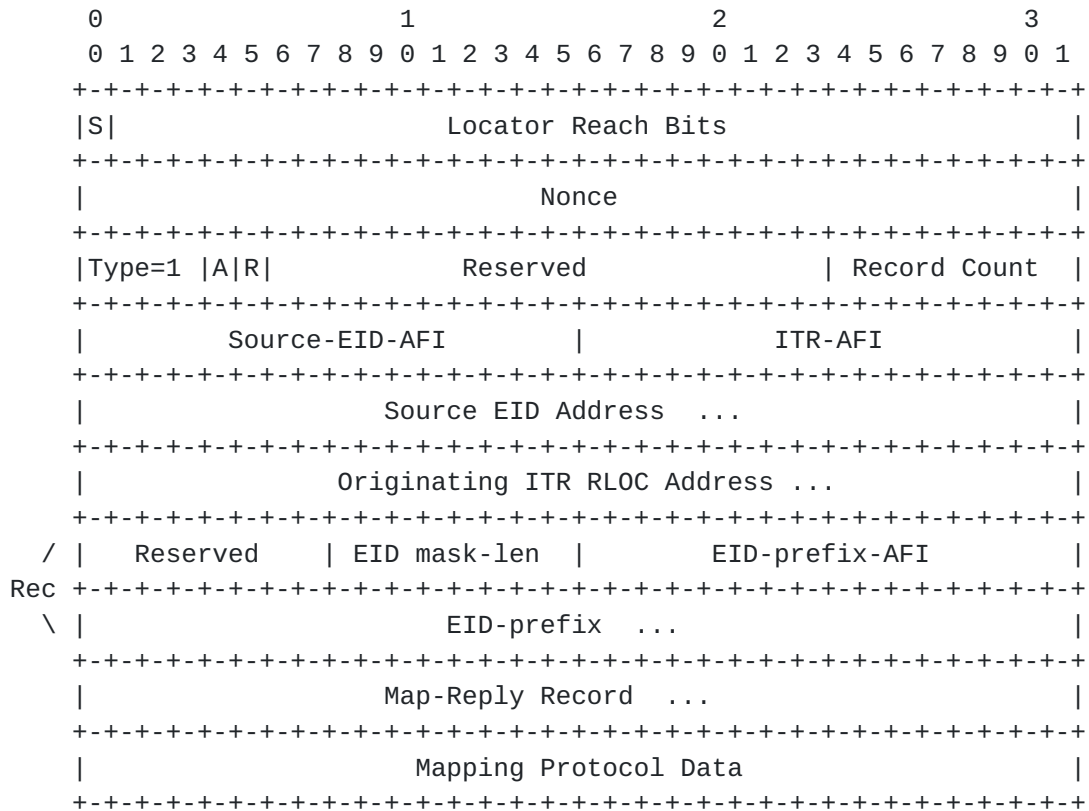 0                   1                   2                   3
 0 1 2 3 4 5 6 7 8 9 0 1 2 3 4 5 6 7 8 9 0 1 2 3 4 5 6 7 8 9 0 1
+-+-+-+-+-+-+-+-+-+-+-+-+-+-+-+-+-+-+-+-+-+-+-+-+-+-+-+-+-+-+-+-+
|S|                     Locator Reach Bits                      |
+-+-+-+-+-+-+-+-+-+-+-+-+-+-+-+-+-+-+-+-+-+-+-+-+-+-+-+-+-+-+-+-+
|                             Nonce                             |
+-+-+-+-+-+-+-+-+-+-+-+-+-+-+-+-+-+-+-+-+-+-+-+-+-+-+-+-+-+-+-+-+
|Type=1 |A|R|            Reserved               | Record Count  |
+-+-+-+-+-+-+-+-+-+-+-+-+-+-+-+-+-+-+-+-+-+-+-+-+-+-+-+-+-+-+-+-+
|         Source-EID-AFI        |            ITR-AFI            |
+-+-+-+-+-+-+-+-+-+-+-+-+-+-+-+-+-+-+-+-+-+-+-+-+-+-+-+-+-+-+-+-+
|                   Source EID Address  ...                     |
+-+-+-+-+-+-+-+-+-+-+-+-+-+-+-+-+-+-+-+-+-+-+-+-+-+-+-+-+-+-+-+-+
|                Originating ITR RLOC Address ...               |
+-+-+-+-+-+-+-+-+-+-+-+-+-+-+-+-+-+-+-+-+-+-+-+-+-+-+-+-+-+-+-+-+
/ |   Reserved    | EID mask-len  |        EID-prefix-AFI         |
Rec +-+-+-+-+-+-+-+-+-+-+-+-+-+-+-+-+-+-+-+-+-+-+-+-+-+-+-+-+-+-+-+-+
\ |                       EID-prefix  ...                         |
+-+-+-+-+-+-+-+-+-+-+-+-+-+-+-+-+-+-+-+-+-+-+-+-+-+-+-+-+-+-+-+-+
|                   Map-Reply Record  ...                       |
+-+-+-+-+-+-+-+-+-+-+-+-+-+-+-+-+-+-+-+-+-+-+-+-+-+-+-+-+-+-+-+-+
|                     Mapping Protocol Data                     |
+-+-+-+-+-+-+-+-+-+-+-+-+-+-+-+-+-+-+-+-+-+-+-+-+-+-+-+-+-+-+-+-+